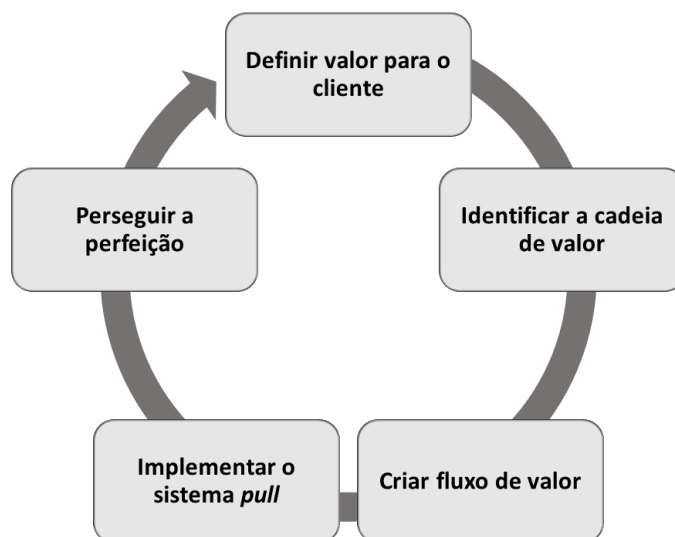 Definir valor para o
cliente
Identificar a cadeia
de valor
Criar fluxo de valor
Implementar o
sistema pull
Perseguir a
perfeição